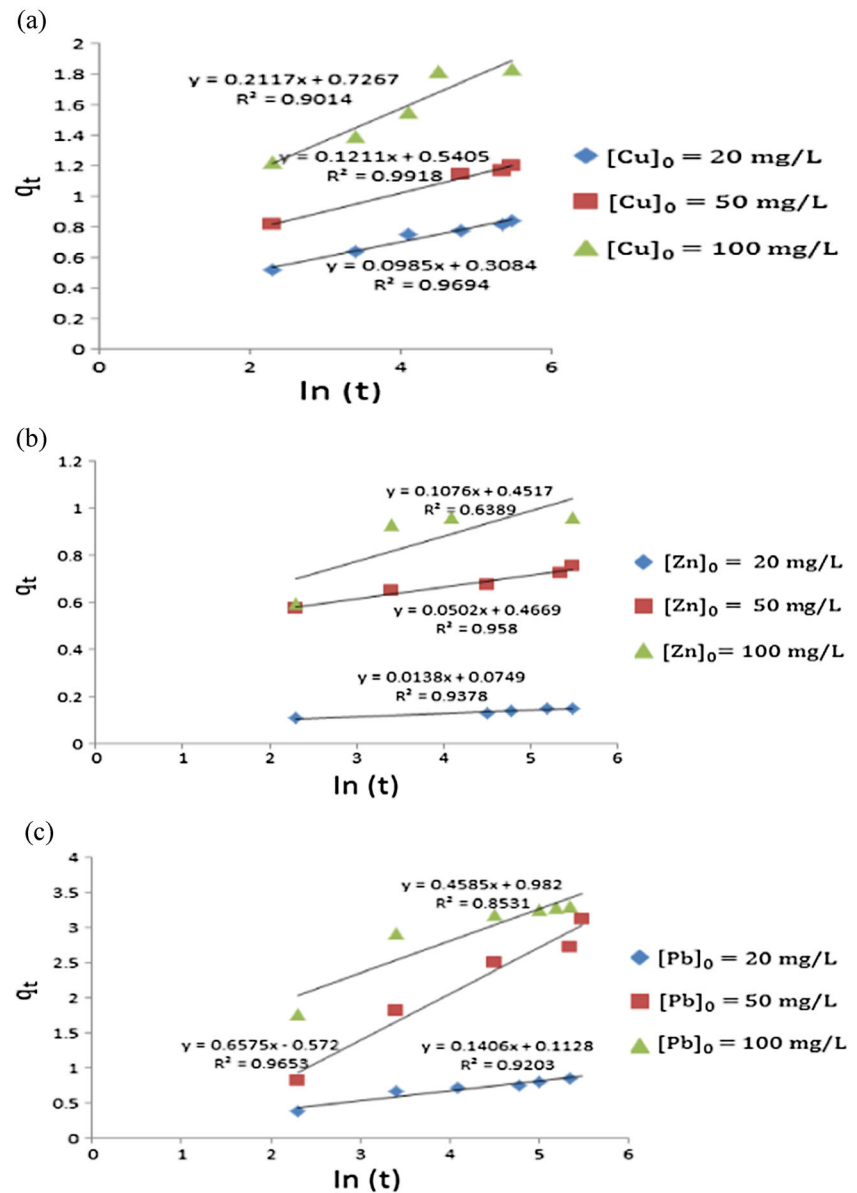 (a)
2
1.8
1.6
1.4
1.2
1
0.8
0.6
0.4
0.2
0
qt
y = 0.2117x + 0.7267
R² = 0.9014
y = 0.1211x + 0.5405
R² = 0.9918
y = 0.0985x + 0.3084
R² = 0.9694
0 2 4 6
ln (t)
[Cu]₀ = 20 mg/L
[Cu]₀ = 50 mg/L
[Cu]₀ = 100 mg/L
(b)
1.2
1
0.8
0.6
0.4
0.2
0
qt
y = 0.1076x + 0.4517
R² = 0.6389
y = 0.0502x + 0.4669
R² = 0.958
y = 0.0138x + 0.0749
R² = 0.9378
0 1 2 3 4 5 6
ln (t)
[Zn]₀ = 20 mg/L
[Zn]₀ = 50 mg/L
[Zn]₀= 100 mg/L
(c)
4
3.5
3
2.5
2
1.5
1
0.5
0
qt
y = 0.4585x + 0.982
R² = 0.8531
y = 0.6575x - 0.572
R² = 0.9653
y = 0.1406x + 0.1128
R² = 0.9203
0 1 2 3 4 5 6
ln (t)
[Pb]₀ = 20 mg/L
[Pb]₀ = 50 mg/L
[Pb]₀ = 100 mg/L